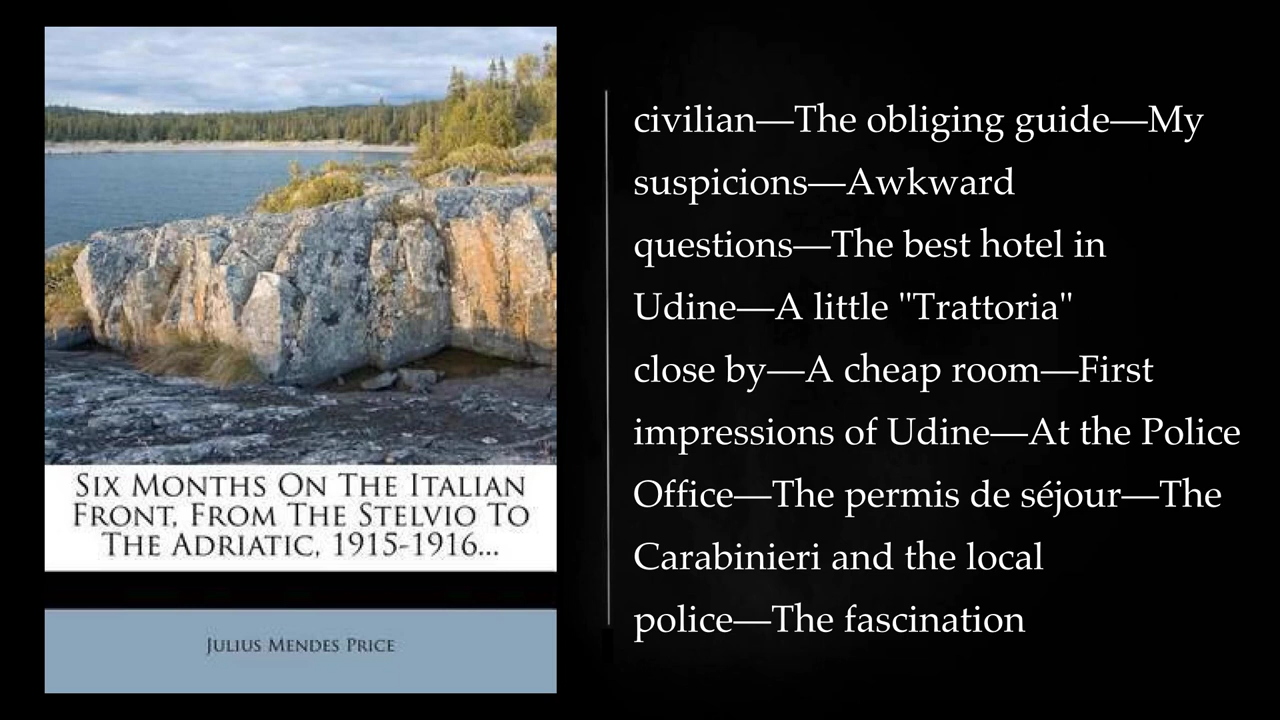 Six Months On The Italian
Front, From The Stelvio To
The Adriatic, 1915-1916...
Julius Mendes Price
civilian—The obliging guide—My
suspicions—Awkward
questions—The best hotel in
Udine—A little "Trattoria"
close by—A cheap room—First
impressions of Udine—At the Police
Office—The permis de séjour—The
Carabinieri and the local
police—The fascination